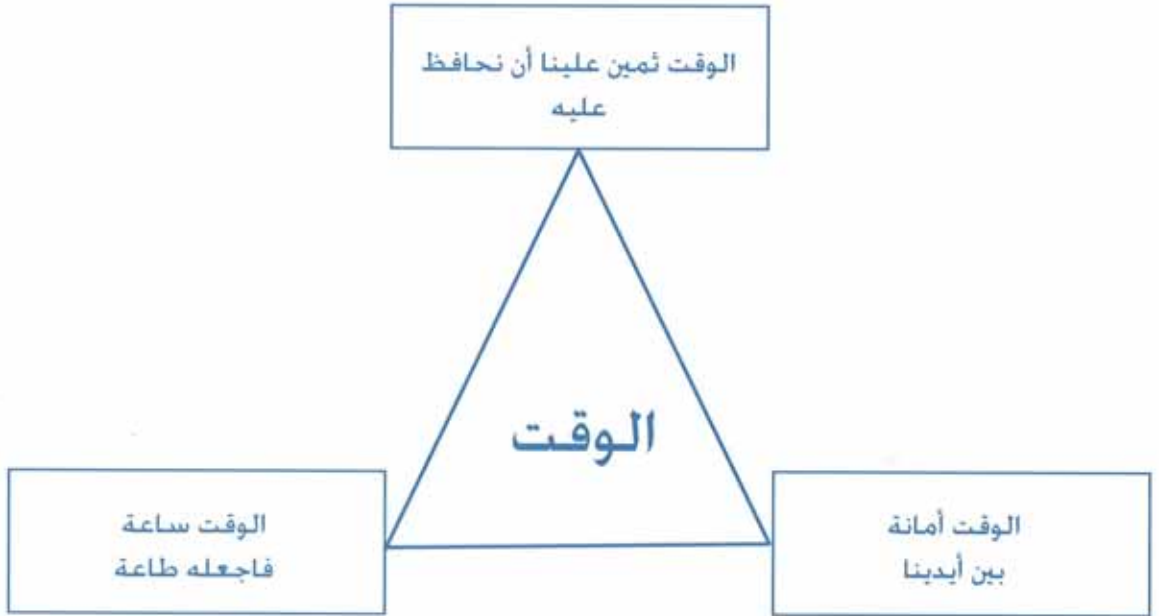 الوقت ثمين علينا أن نحافظ
عليه
الوقت
الوقت أمانة
بين أيدينا
الوقت ساعة
فاجعله طاعة